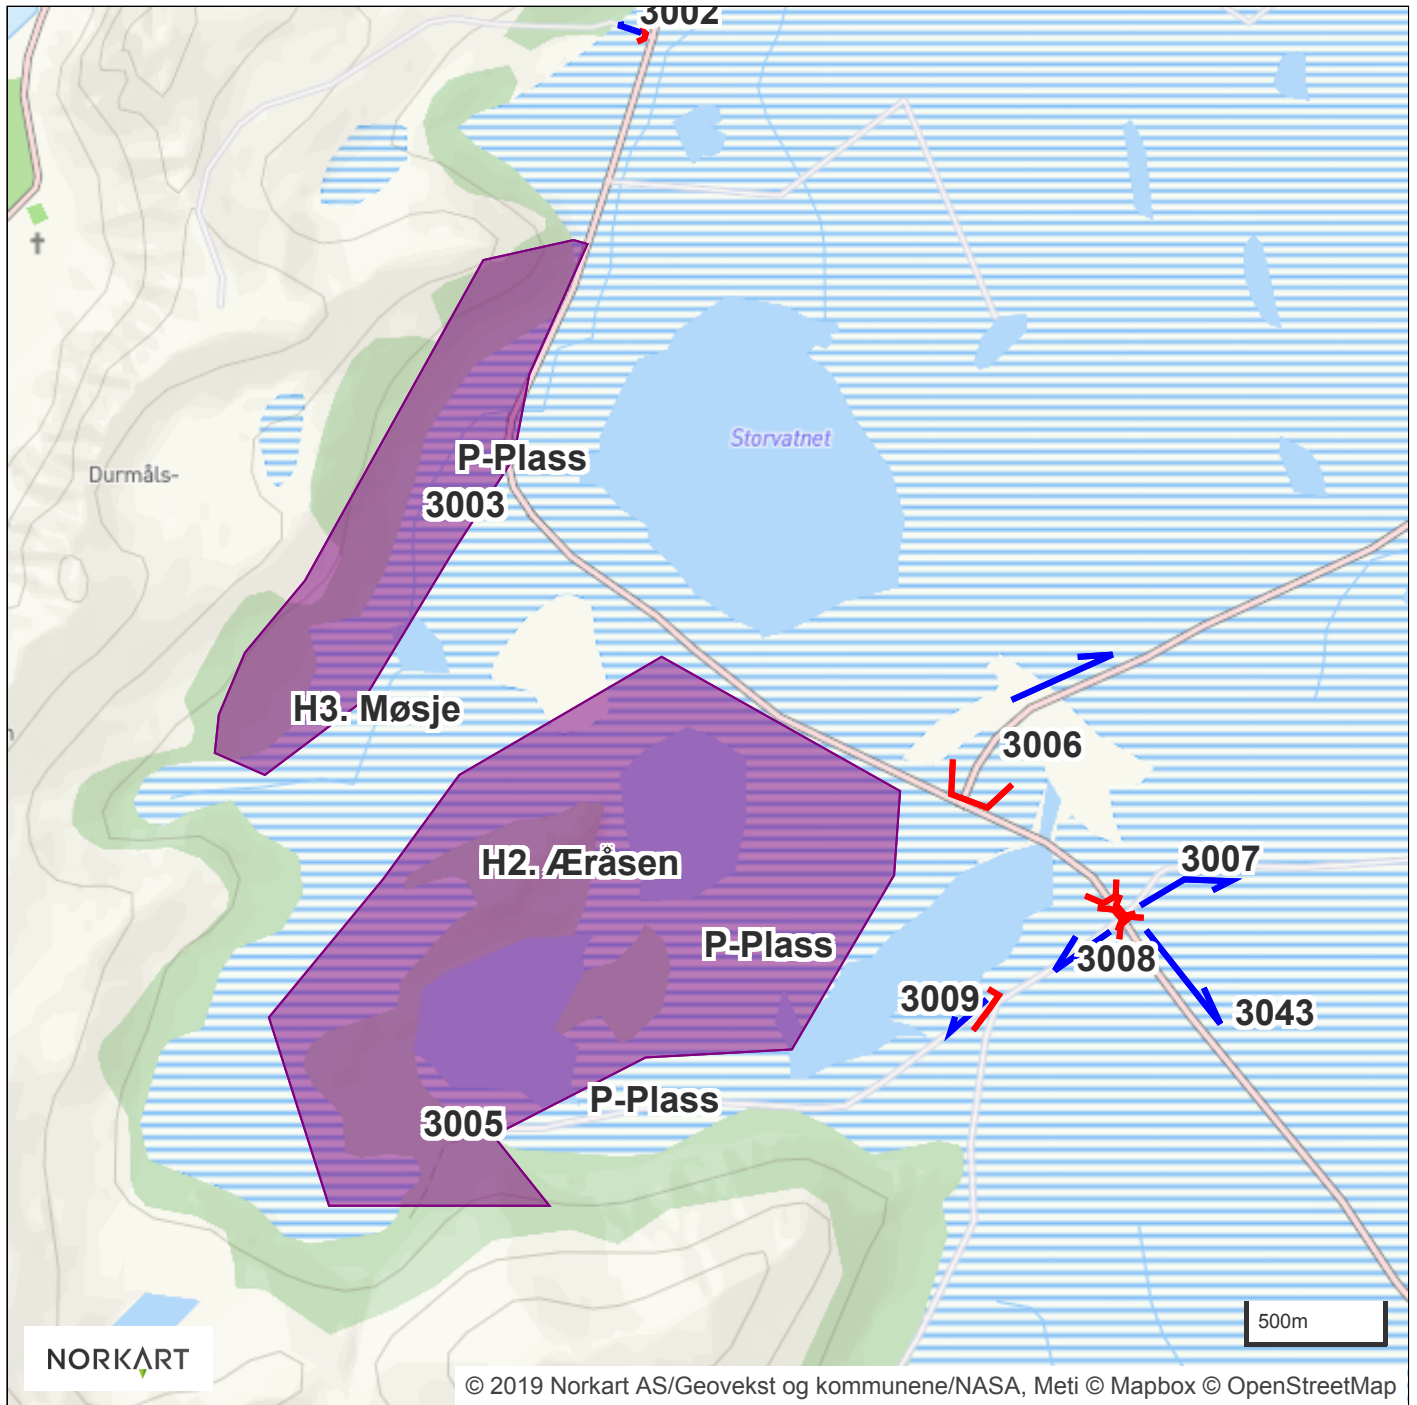 3002
Storvatnet
P-Plass
Durmåls-
3003
H3. Møsje
3006
H2. Æråsen
3007
P-Plass
3008
3009
3043
P-Plass
3005
500m
NORKART
© 2019 Norkart AS/Geovekst og kommunene/NASA, Meti © Mapbox © OpenStreetMap